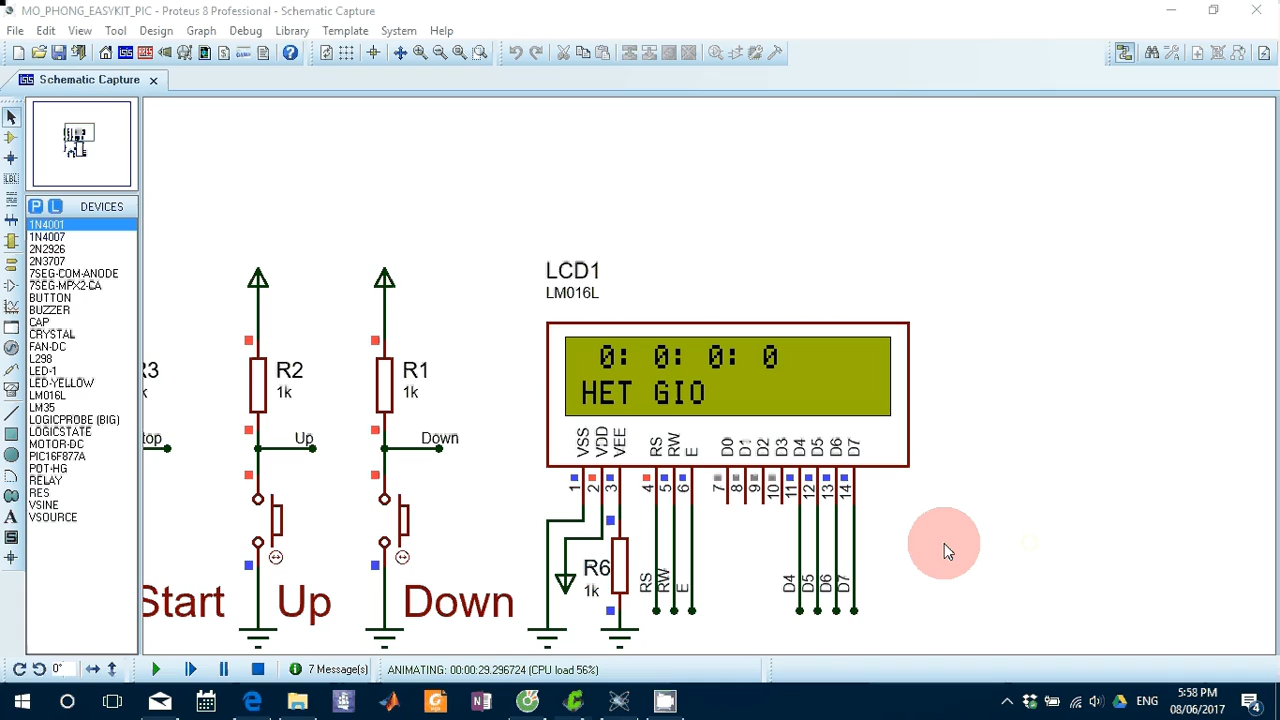 MO_PHONG_EASYKIT_PIC - Proteus 8 Professional - Schematic Capture
File Edit View Tool Design Graph Debug Library Template System Help
Schematic Capture
P L DEVICES
1N4001
1N4007
2N2926
2N3707
7SEG-COM-ANODE
7SEG-MPX2-CA
BUTTON
BUZZER
CAP
CRYSTAL
FAN-DC
L298
LED-1
LED-YELLOW
LM016L
LM35
LOGICPROBE (BIG)
LOGICSTATE
MOTOR-DC
PIC16F877A
POT-HG
RELAY
RES
VSINE
VSOURCE
LCD1
LM016L
0: 0: 0: 0
HET GIO
R3
k
R2
1k
R1
1k
top
Up
Down
VSS VDD VEE RS RW E D0 D1 D2 D3 D4 D5 D6 D7
1 2 3 4 5 6 7 8 9 10 11 12 13 14
R6
1k
RS RW E D4 D5 D6 D7
Start Up Down
0°
7 Message(s)
ANIMATING: 00:00:29.296724 (CPU load 56%)
ENG
5:58 PM
08/06/2017
4